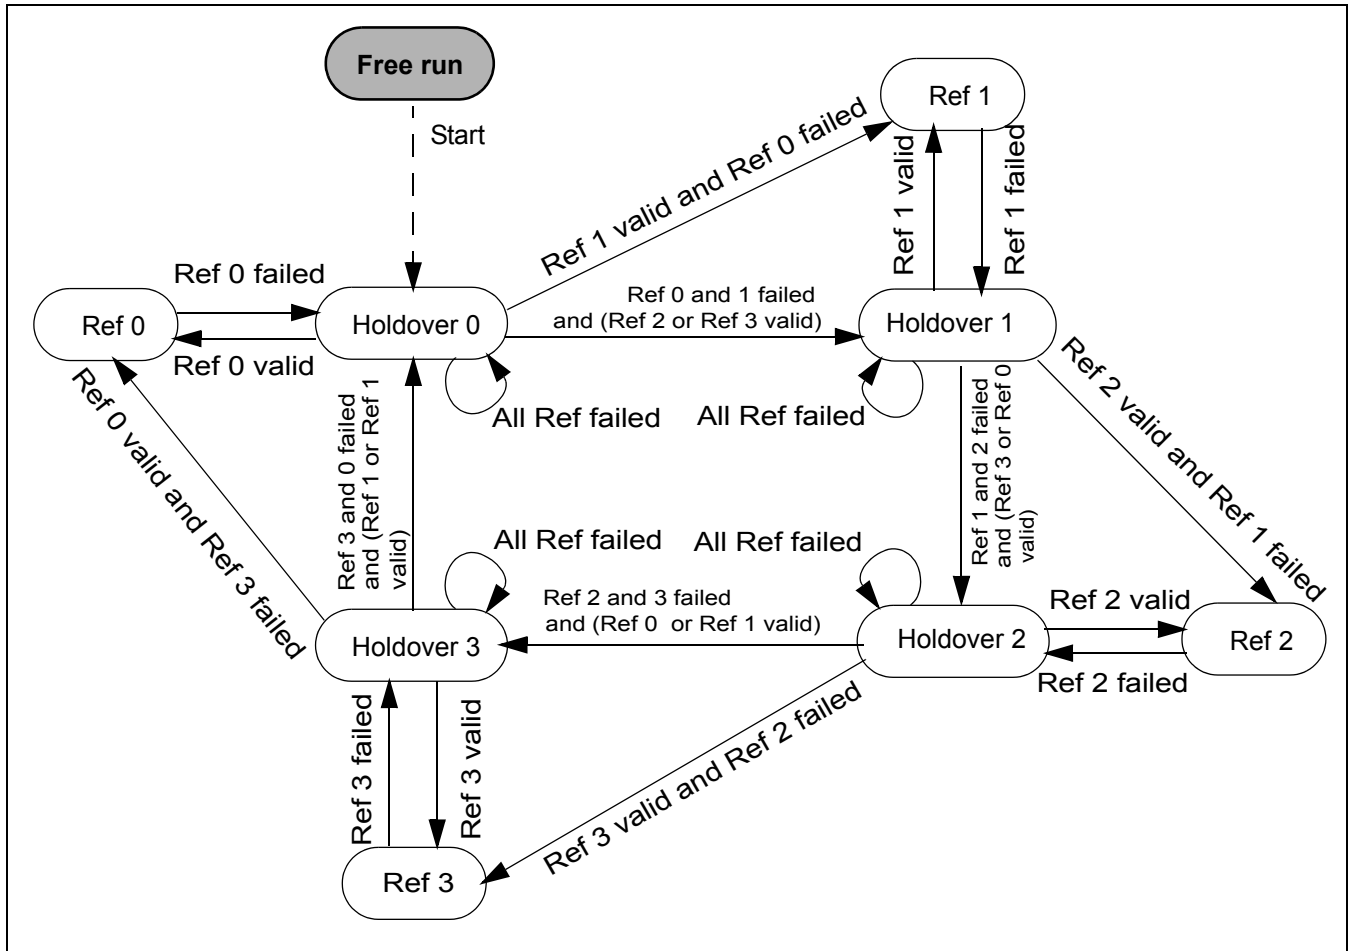 Free run
Start
Ref 1
Ref 1 valid and Ref 0 failed
Ref 1 valid
Ref 1 failed
Ref 0 failed
Ref 0
Ref 0 valid
Holdover 0
Ref 0 and 1 failed
and (Ref 2 or Ref 3 valid)
Holdover 1
All Ref failed
All Ref failed
Ref 0 valid and Ref 3 failed
Ref 3 and 0 failed
and (Ref 1 or Ref 1
valid)
Ref 1 and 2 failed
and (Ref 3 or Ref 0
valid)
Ref 2 valid and Ref 1 failed
All Ref failed
All Ref failed
Ref 2 and 3 failed
and (Ref 0 or Ref 1 valid)
Holdover 3
Holdover 2
Ref 2 valid
Ref 2
Ref 2 failed
Ref 3 failed
Ref 3 valid
Ref 3 valid and Ref 2 failed
Ref 3